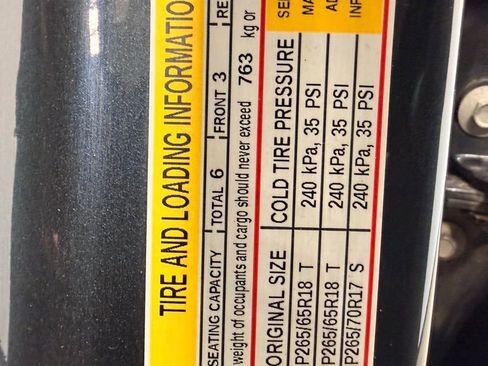 TIRE AND LOADING INFORMATION
SEATING CAPACITY TOTAL 6 FRONT 3
weight of occupants and cargo should never exceed 763 kg or
ORIGINAL SIZE COLD TIRE PRESSURE
P265/65R18 T 240 kPa, 35 PSI
P265/65R18 T 240 kPa, 35 PSI
P265/70R17 S 240 kPa, 35 PSI